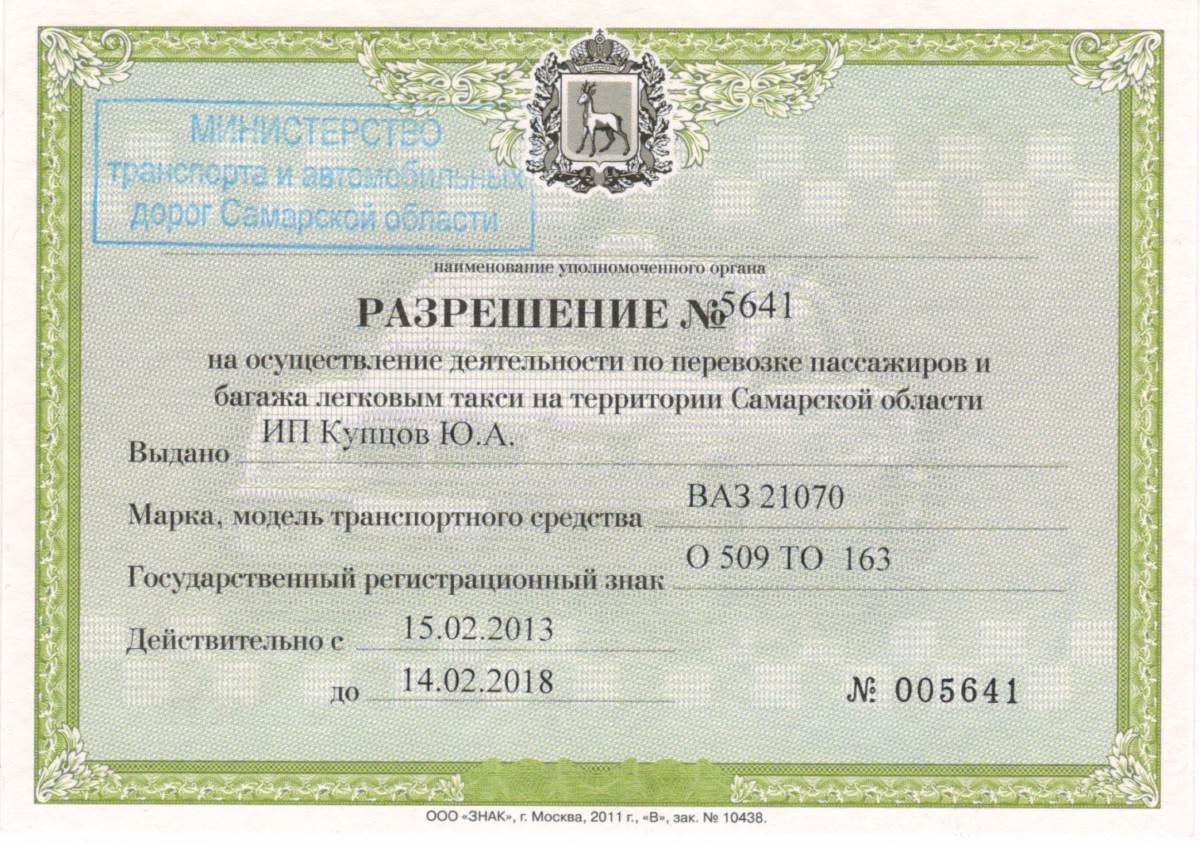 МИНИСТЕРСТВО
транспорта и автомобильных
дорог Самарской области
наименование уполномоченного органа
РАЗРЕШЕНИЕ №5641
на осуществление деятельности по перевозке пассажиров и
багажа легковым такси на территории Самарской области
Выдано ИП Купцов Ю.А.
Марка, модель транспортного средства ВАЗ 21070
Государственный регистрационный знак О 509 ТО 163
Действительно с 15.02.2013
до 14.02.2018
№ 005641
ООО «ЗНАК», г. Москва, 2011 г., «В», зак. № 10438.